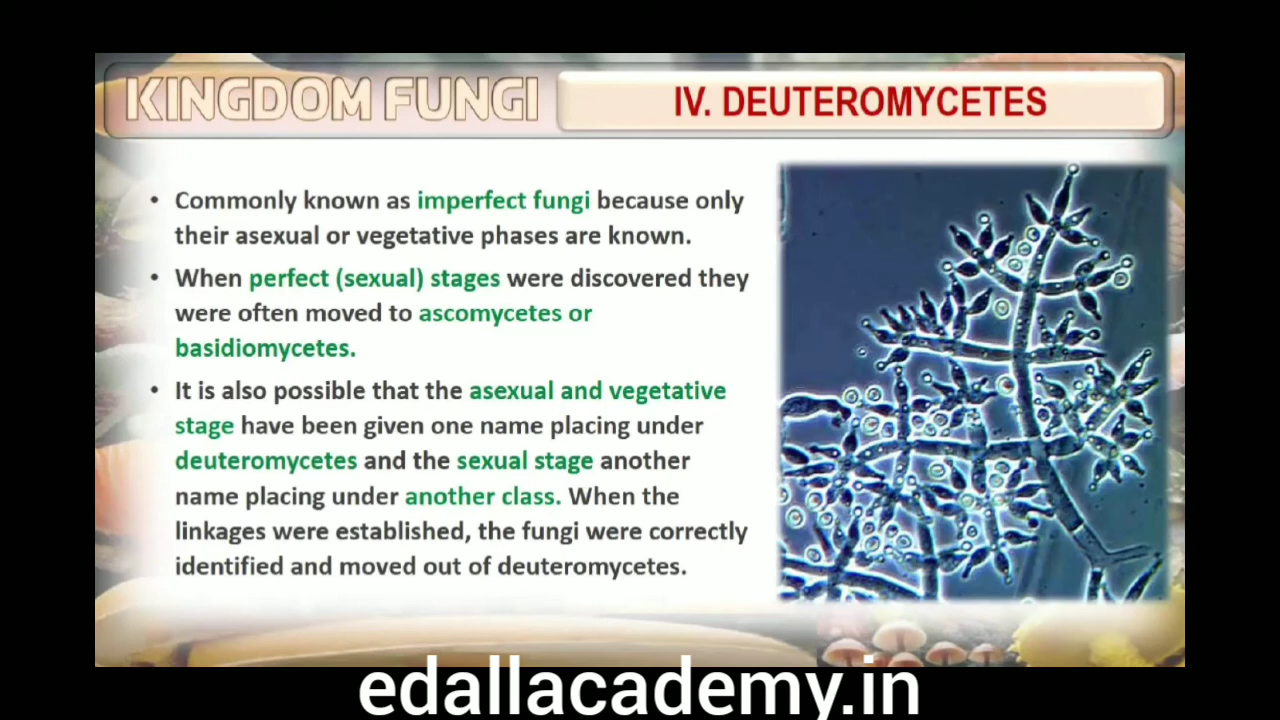 KINGDOM FUNGI
IV. DEUTEROMYCETES
• Commonly known as imperfect fungi because only
their asexual or vegetative phases are known.
• When perfect (sexual) stages were discovered they
were often moved to ascomycetes or
basidiomycetes.
• It is also possible that the asexual and vegetative
stage have been given one name placing under
deuteromycetes and the sexual stage another
name placing under another class. When the
linkages were established, the fungi were correctly
identified and moved out of deuteromycetes.
edallacademy.in